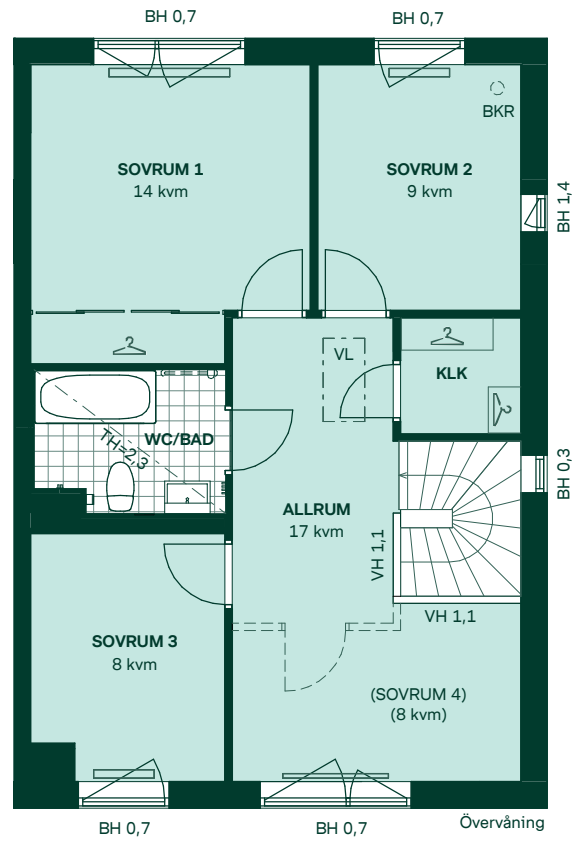 BH 0,7
BH 0,7
BKR
SOVRUM 1
14 kvm
SOVRUM 2
9 kvm
BH 1,4
VL
KLK
WC/BAD
TH=2,3
BH 0,3
ALLRUM
17 kvm
VH 1,1
VH 1,1
SOVRUM 3
8 kvm
(SOVRUM 4)
(8 kvm)
BH 0,7
BH 0,7
Övervåning